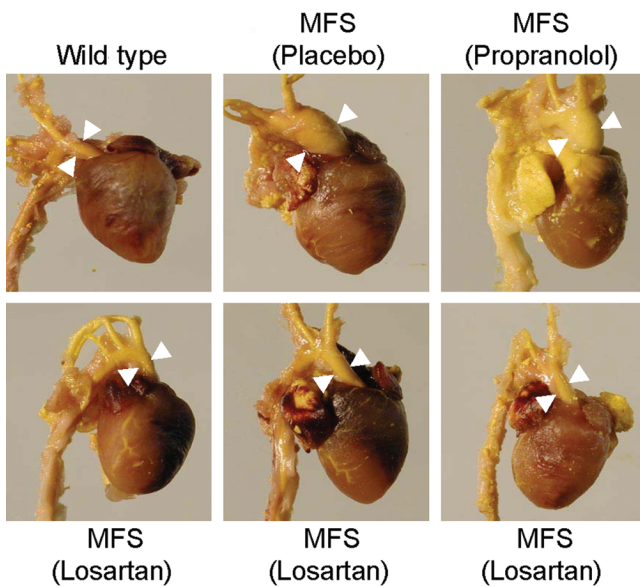 Wild type
MFS
(Placebo)
MFS
(Propranolol)
MFS
(Losartan)
MFS
(Losartan)
MFS
(Losartan)